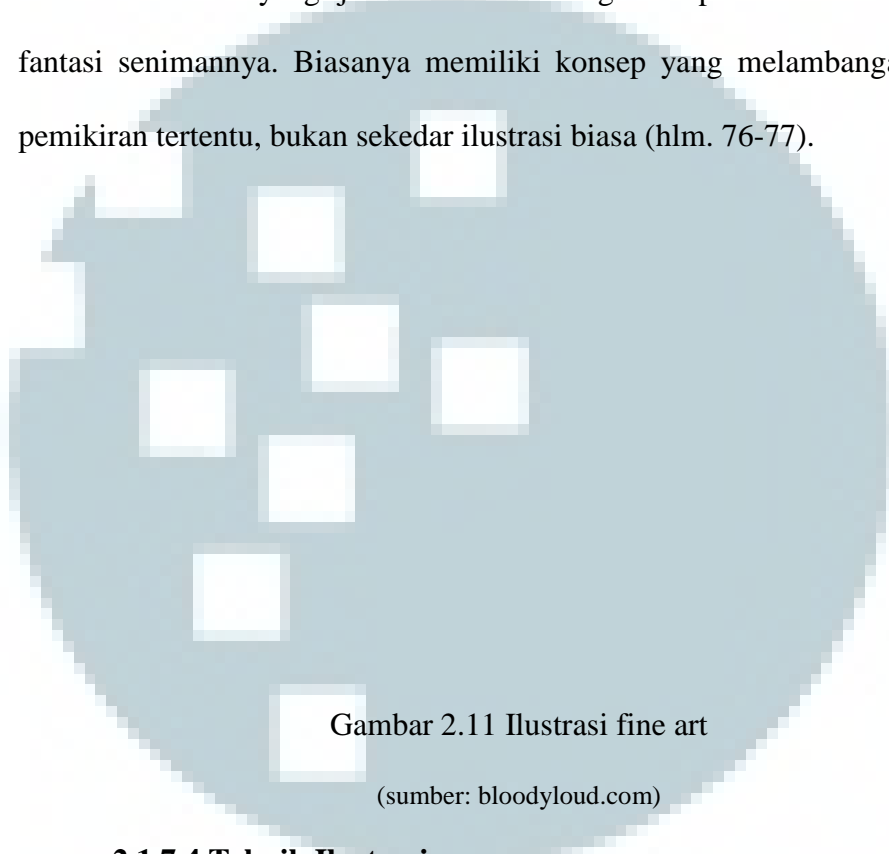 fantasi senimannya. Biasanya memiliki konsep yang
pemikiran tertentu, bukan sekedar ilustrasi biasa (hlm. 76-77).
Gambar 2.11 Ilustrasi fine art
(sumber: bloodyloud.com)